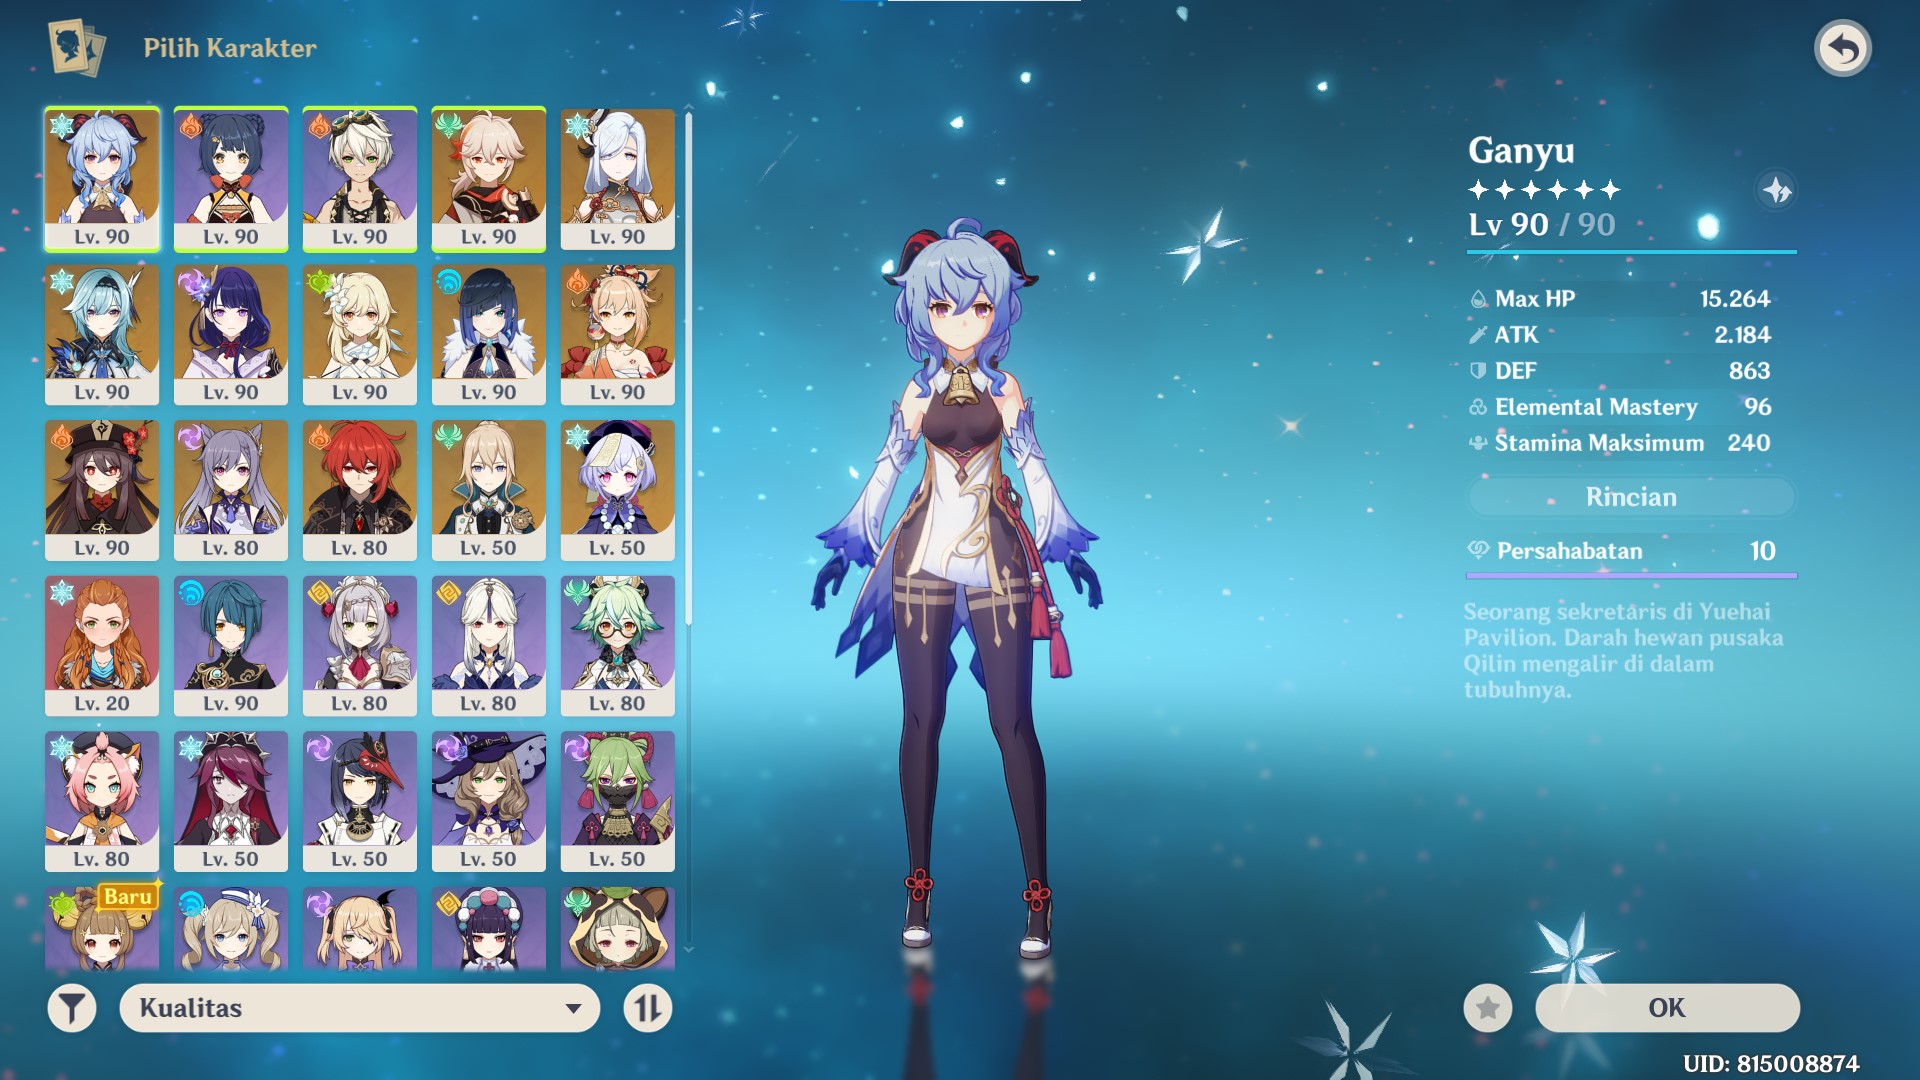 Pilih Karakter
Lv. 90
Lv. 90
Lv. 90
Lv. 90
Lv. 90
Lv. 90
Lv. 90
Lv. 90
Lv. 90
Lv. 90
Lv. 90
Lv. 80
Lv. 80
Lv. 50
Lv. 50
Lv. 20
Lv. 90
Lv. 80
Lv. 80
Lv. 80
Lv. 80
Lv. 50
Lv. 50
Lv. 50
Lv. 50
Baru
Kualitas
Ganyu
Lv 90 / 90
Max HP 15.264
ATK 2.184
DEF 863
Elemental Mastery 96
Stamina Maksimum 240
Rincian
Persahabatan 10
Seorang sekretaris di Yuehai
Pavilion. Darah hewan pusaka
Qilin mengalir di dalam
tubuhnya.
OK
UID: 815008874